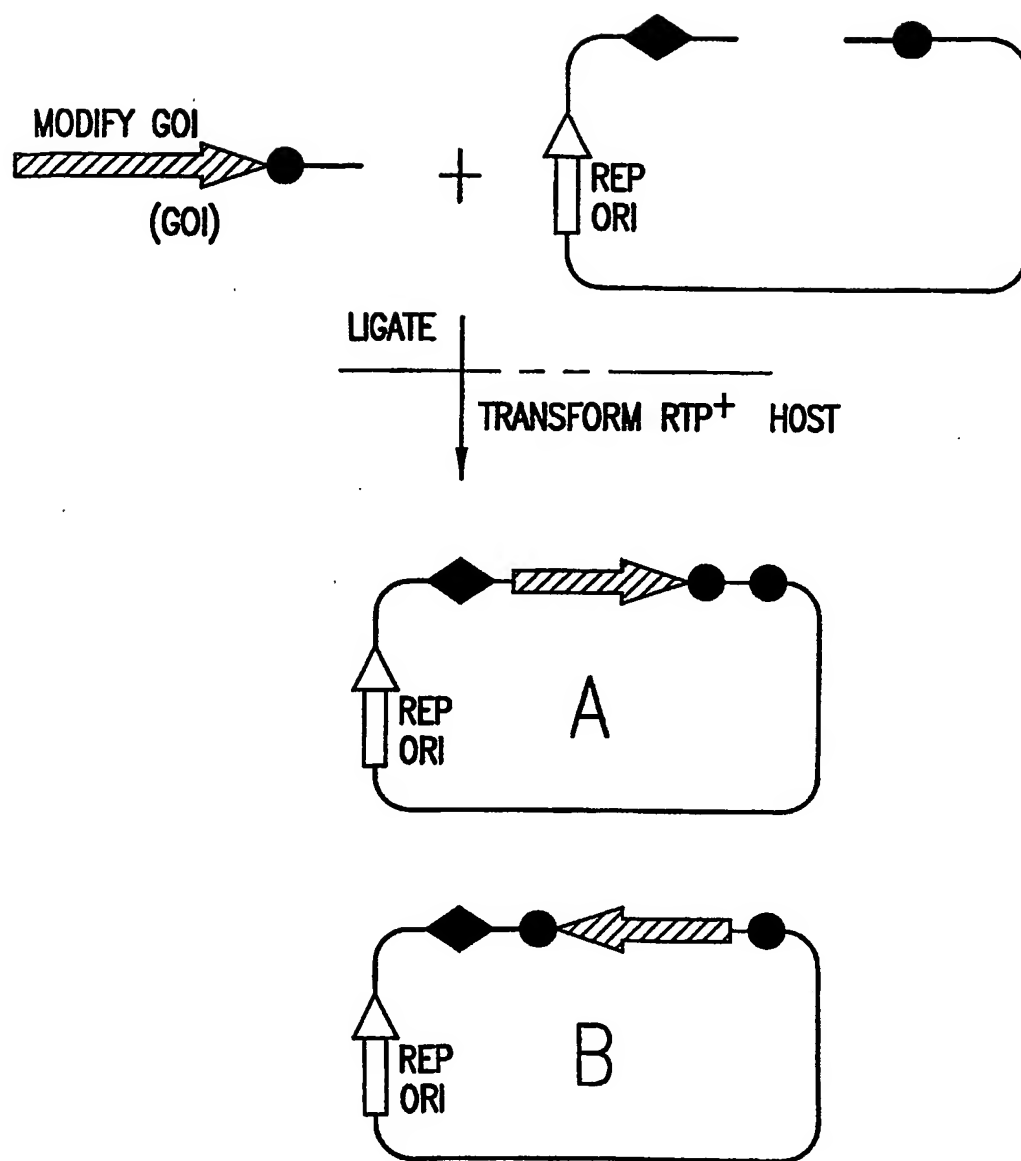 MODIFY GOI
(GOI)
+
REP
ORI
LIGATE
TRANSFORM RTP+ HOST
REP
ORI
A
REP
ORI
B